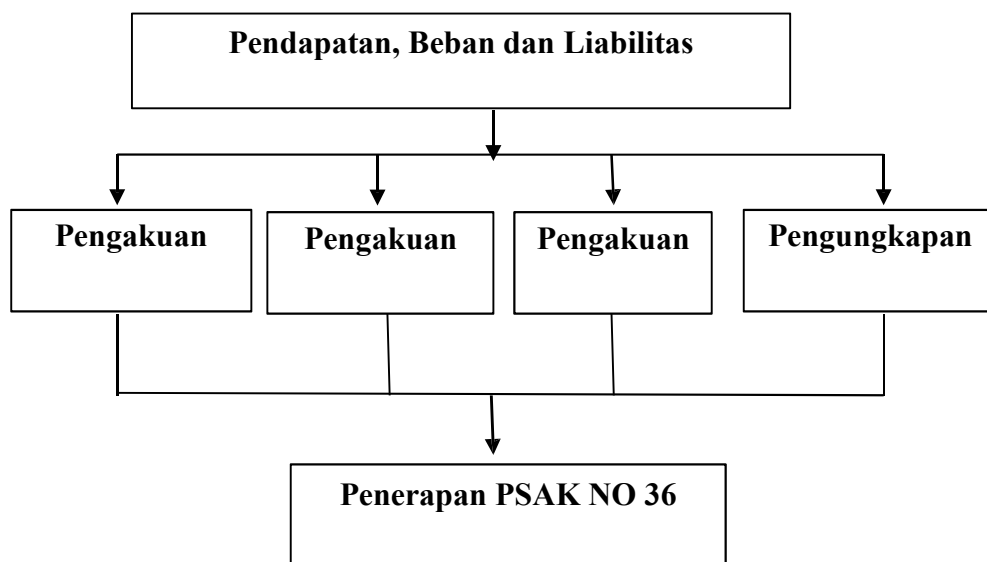 Pendapatan, Beban dan Liabilitas
Pengakuan
Pengakuan
Pengakuan
Pengungkapan
Penerapan PSAK NO 36